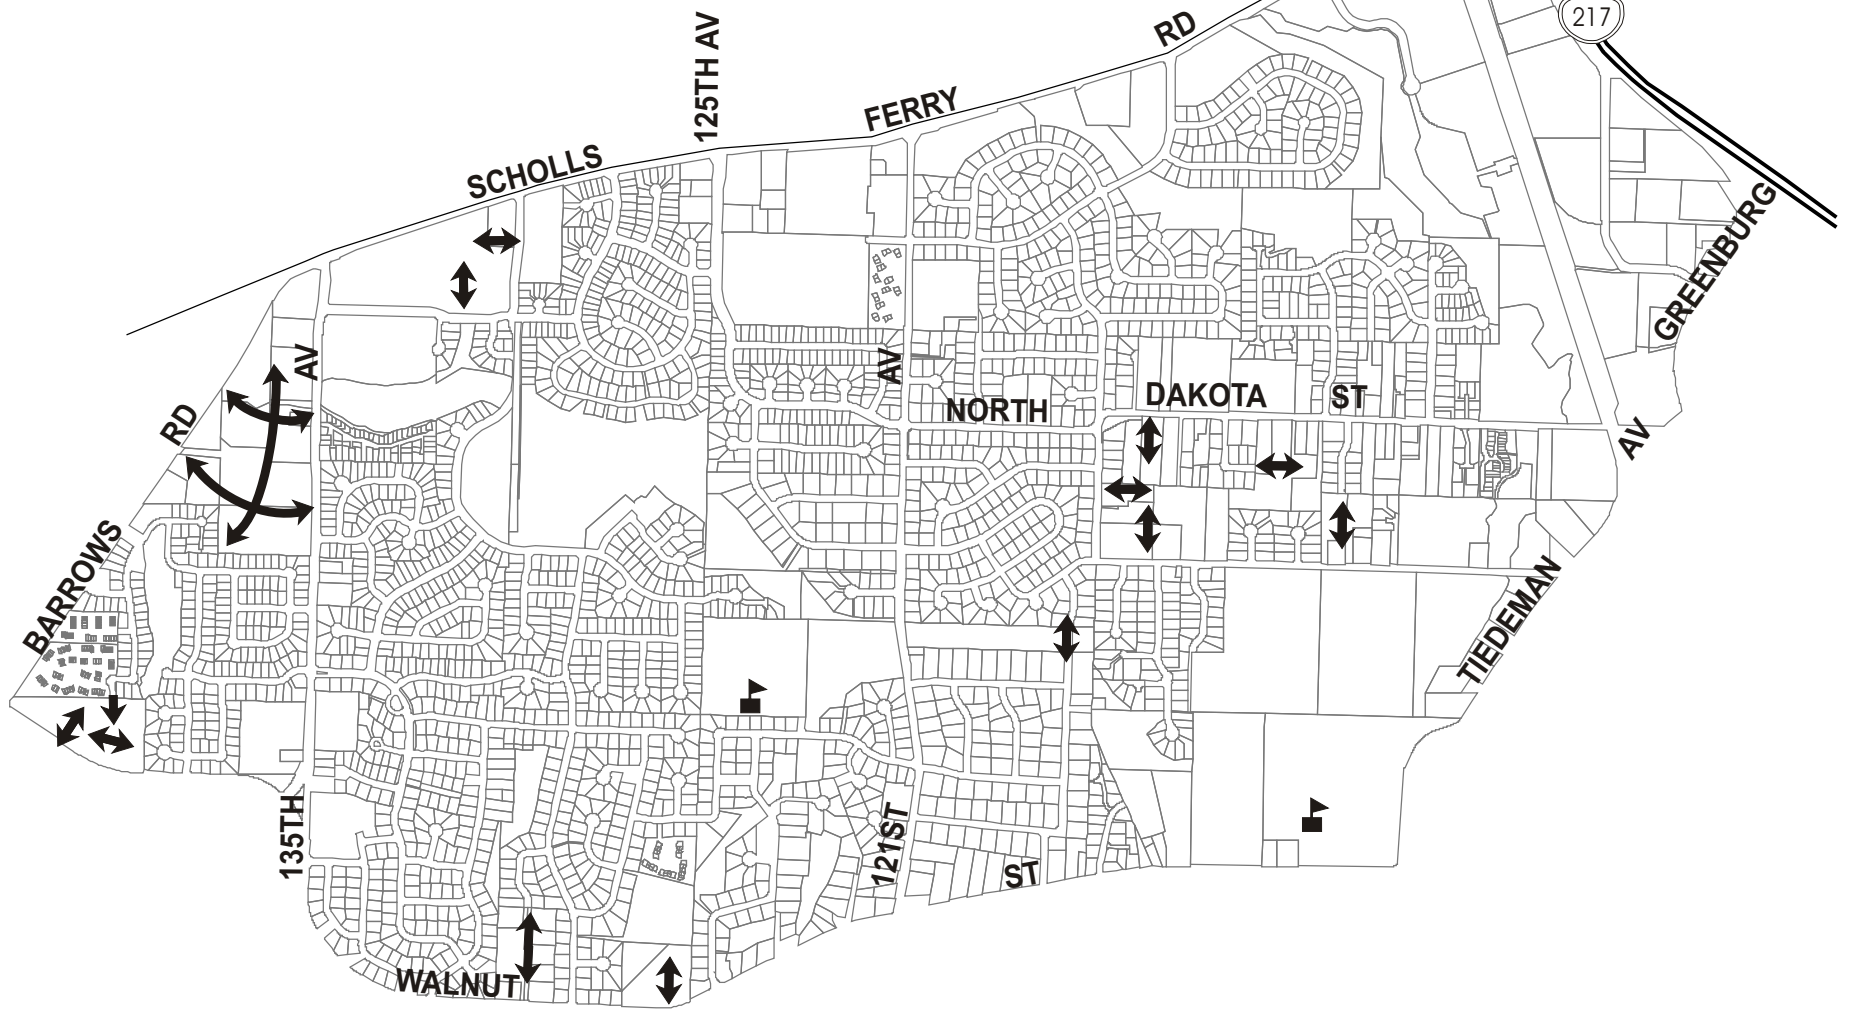 217
RD
125TH AV
FERRY
SCHOLLS
GREENBURG
AV
AV
NORTH
DAKOTA
ST
RD
AV
BARROWS
TIEDEMAN
135TH
121ST
ST
WALNUT